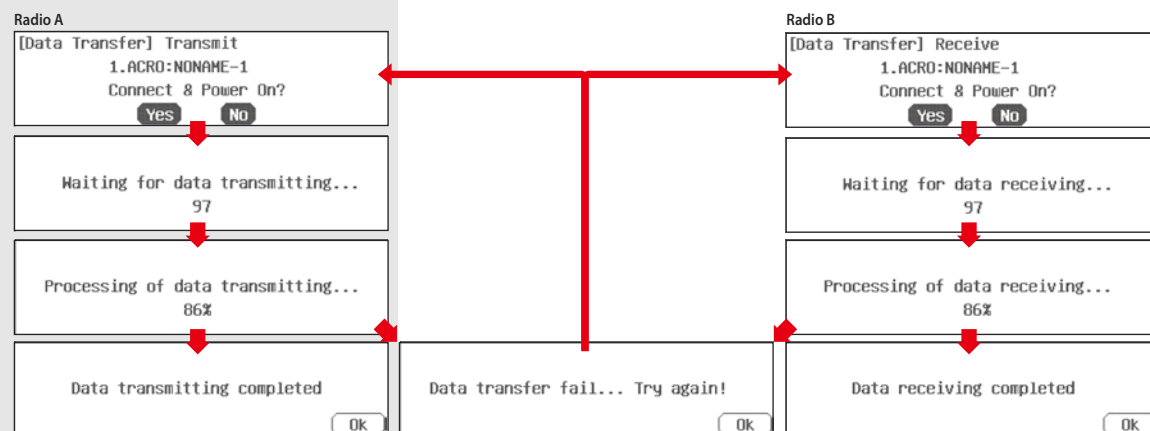 Radio A
[Data Transfer] Transmit
1.ACRO:NONAME-1
Connect & Power On?
Yes No
Waiting for data transmitting...
97
Processing of data transmitting...
86%
Data transmitting completed
Ok
Data transfer fail... Try again!
Ok
Radio B
[Data Transfer] Receive
1.ACRO:NONAME-1
Connect & Power On?
Yes No
Waiting for data receiving...
97
Processing of data receiving...
86%
Data receiving completed
Ok